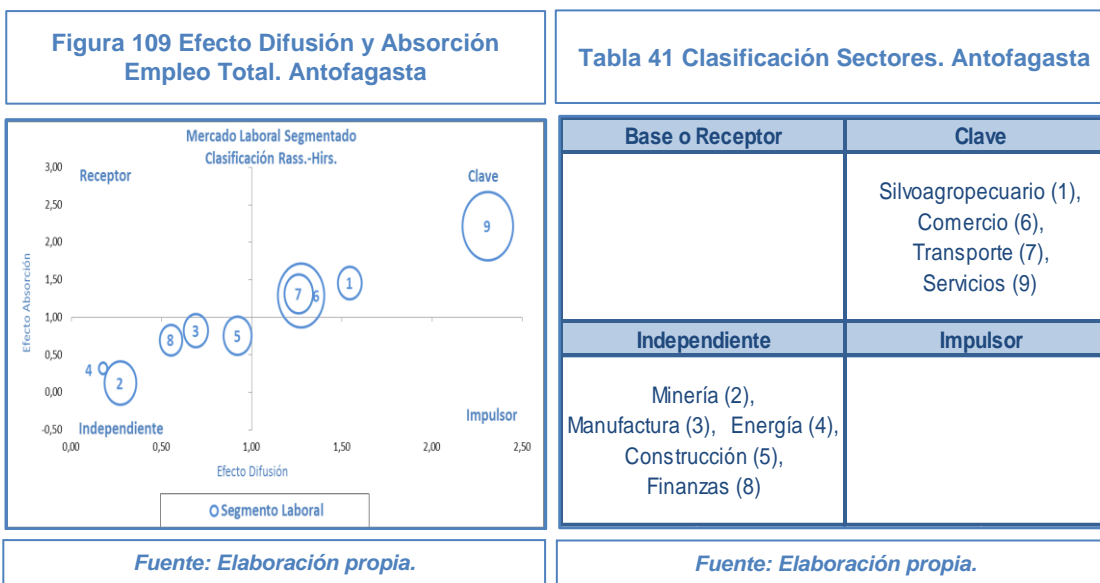 Figura 109 Efecto Difusión y Absorción
Empleo Total. Antofagasta
Mercado Laboral Segmentado
Clasificación Rass.-Hirs.
3,00
2,50
2,00
1,50
1,00
0,50
0,00
-0,50
Efecto Absorción
Receptor
Clave
9
1
7
6
5
3
8
4
2
Independiente
Impulsor
0,00
0,50
1,00
1,50
2,00
2,50
Efecto Difusión
Segmento Laboral
Fuente: Elaboración propia.
Tabla 41 Clasificación Sectores. Antofagasta
Base o Receptor
Clave
Silvoagropecuario (1),
Comercio (6),
Transporte (7),
Servicios (9)
Independiente
Impulsor
Minería (2),
Manufactura (3), Energía (4),
Construcción (5),
Finanzas (8)
Fuente: Elaboración propia.